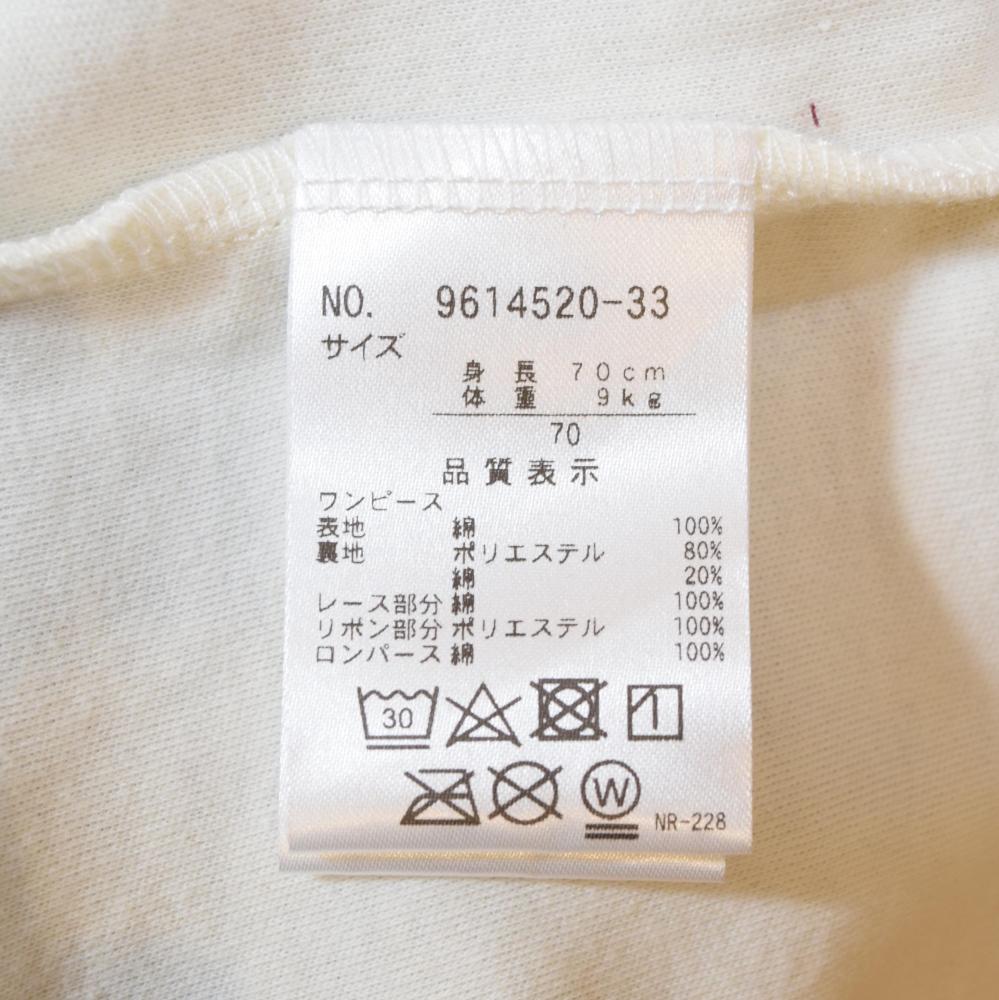 NO. 9614520-33
サイズ
身長 70cm
体重 9kg
70
品質表示
ワンピース
表地 綿 100%
裏地 ポリエステル 80%
綿 20%
レース部分 綿 100%
リボン部分 ポリエステル 100%
ロンパース 綿 100%
30
W NR-228